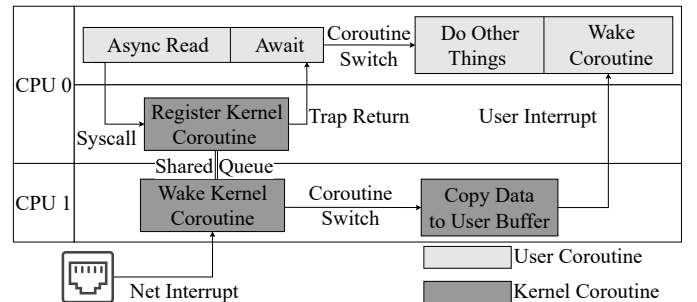 Async Read
Await
Coroutine
Switch
Do Other
Things
Wake
Coroutine
CPU 0
Register Kernel
Coroutine
Syscall
Trap Return
User Interrupt
Shared Queue
CPU 1
Wake Kernel
Coroutine
Coroutine
Switch
Copy Data
to User Buffer
Net Interrupt
User Coroutine
Kernel Coroutine